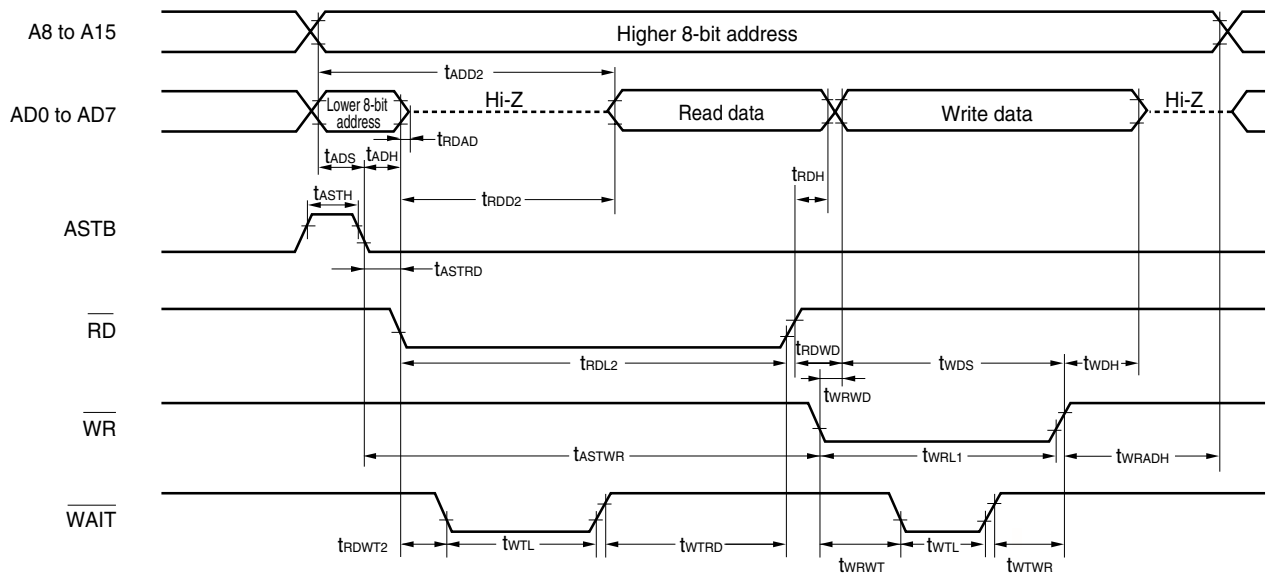 A8 to A15
Higher 8-bit address
tADD2
AD0 to AD7
Lower 8-bit
address
Hi-Z
Read data
Write data
Hi-Z
tRDAD
tADS
tADH
tRDH
tASTH
tRDD2
ASTB
tASTRD
RD
tRDL2
tRDWD
tWDS
tWDH
tWRWD
WR
tASTWR
tWRL1
tWRADH
WAIT
tRDWT2
tWTL
tWTRD
tWRWT
tWTL
tWTWR